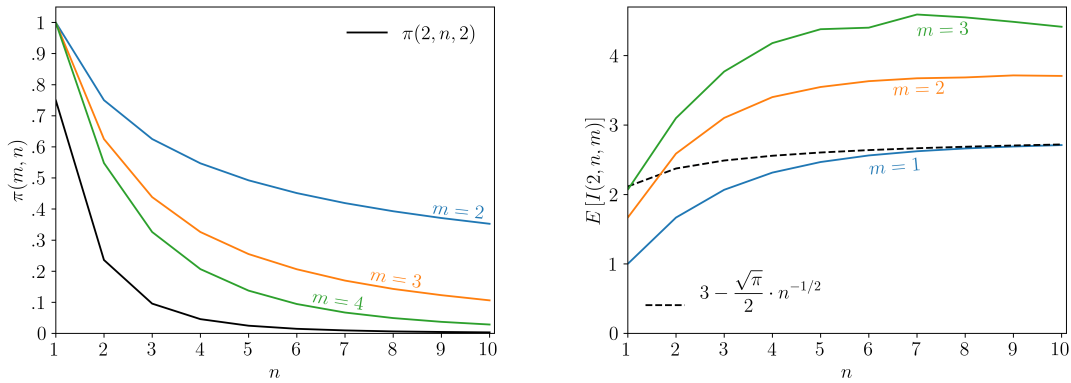 π(m, n)
1
.9
.8
.7
.6
.5
.4
.3
.2
.1
0
π(2, n, 2)
m = 2
m = 3
m = 4
1 2 3 4 5 6 7 8 9 10
n
E [I(2, n, m)]
4
3
2
1
0
m = 3
m = 2
m = 1
3 − √π/2 · n^{−1/2}
1 2 3 4 5 6 7 8 9 10
n